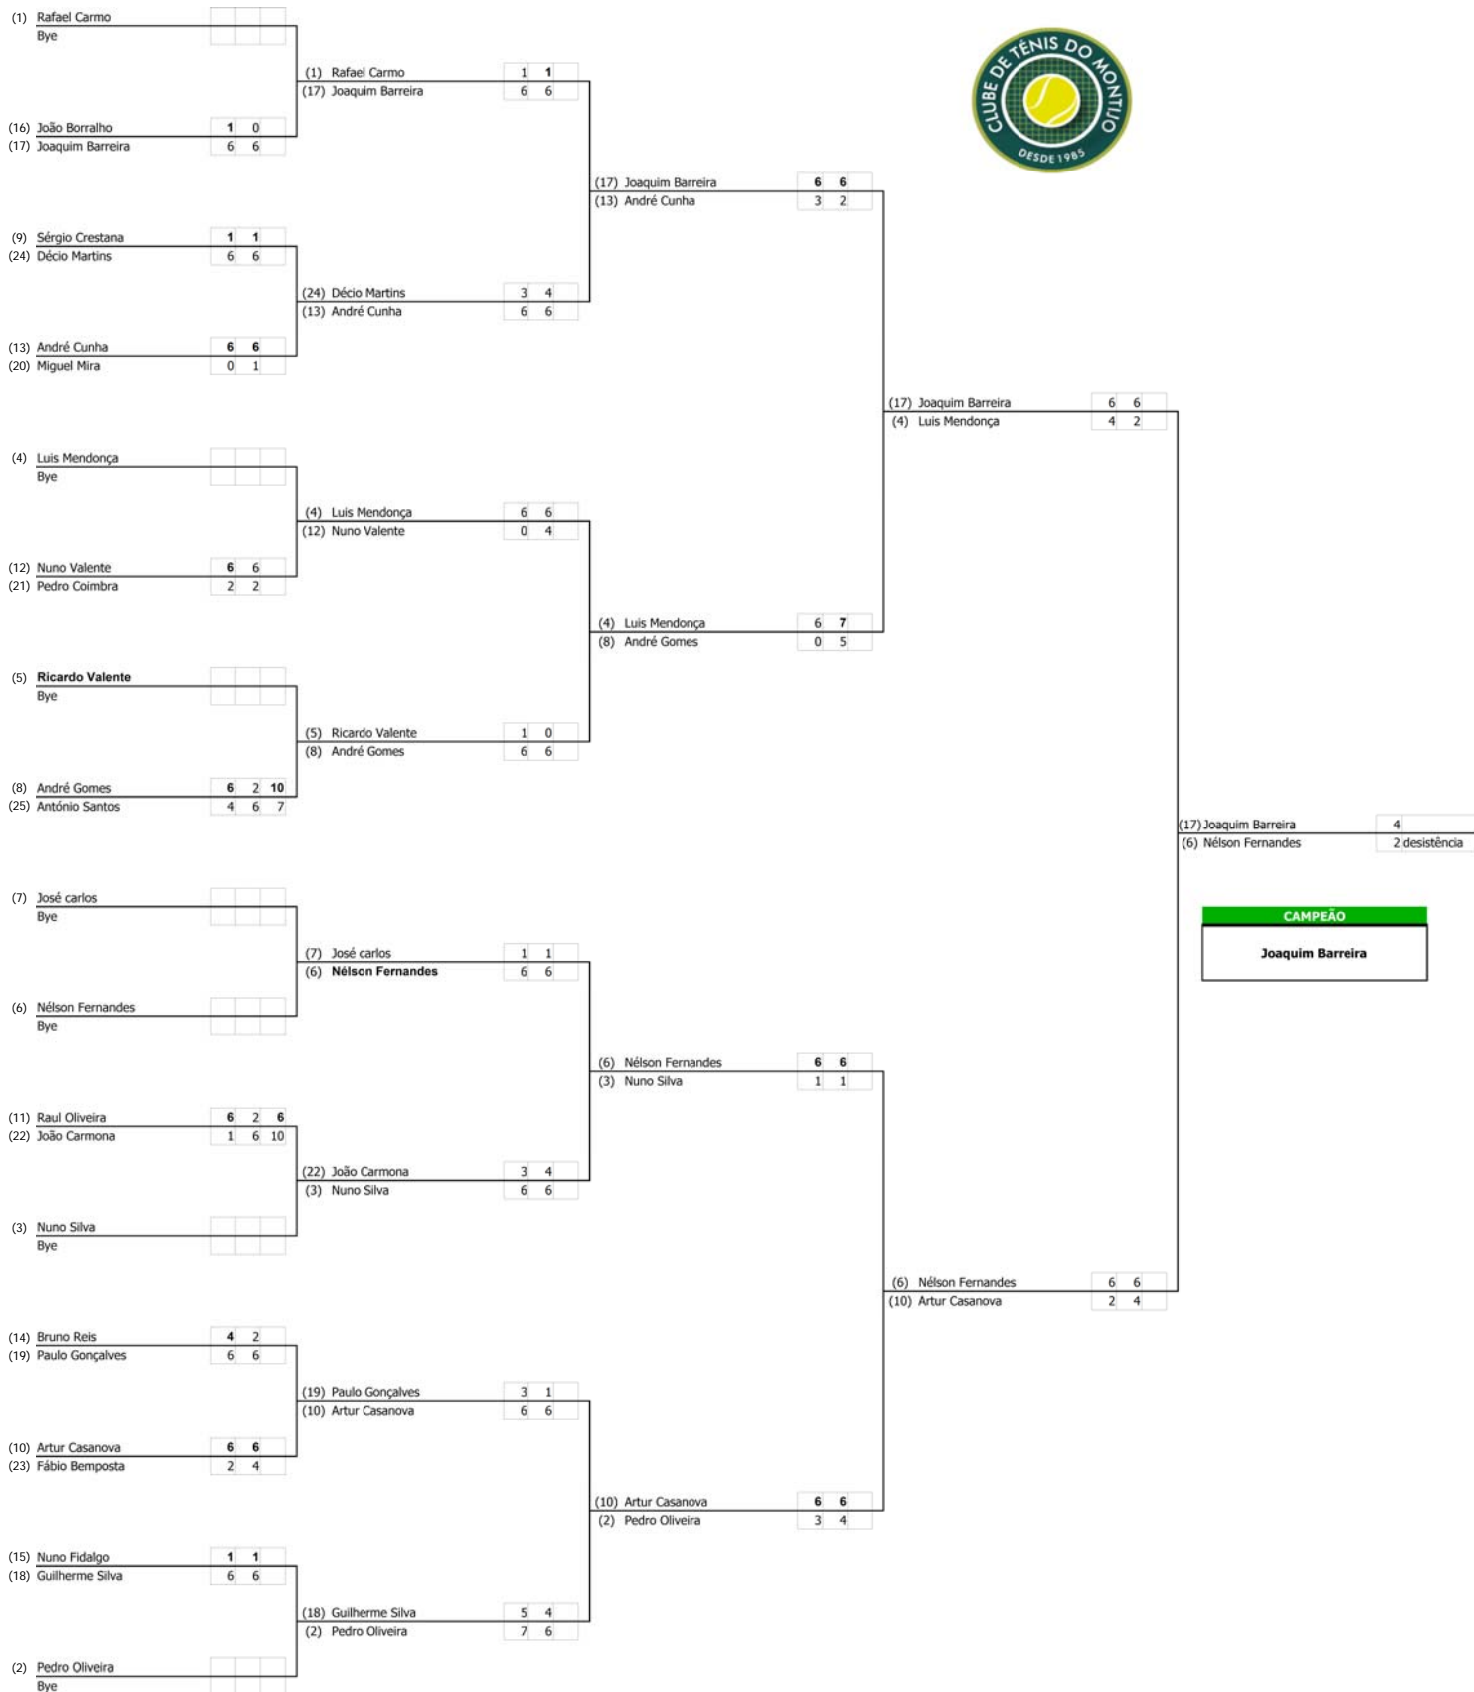 (1) Rafael Carmo
Bye
(1) Rafael Carmo 1 1
(17) Joaquim Barreira 6 6
(16) João Borralho 1 0
(17) Joaquim Barreira 6 6
CLUBE DE TÉNIS DO MONTIJO
DESDE 1985
(17) Joaquim Barreira 6 6
(13) André Cunha 3 2
(9) Sérgio Crestana 1 1
(24) Décio Martins 6 6
(24) Décio Martins 3 4
(13) André Cunha 6 6
(13) André Cunha 6 6
(20) Miguel Mira 0 1
(17) Joaquim Barreira 6 6
(4) Luis Mendonça 4 2
(4) Luis Mendonça
Bye
(4) Luis Mendonça 6 6
(12) Nuno Valente 0 4
(12) Nuno Valente 6 6
(21) Pedro Coimbra 2 2
(4) Luis Mendonça 6 7
(8) André Gomes 0 5
(5) Ricardo Valente
Bye
(5) Ricardo Valente 1 0
(8) André Gomes 6 6
(8) André Gomes 6 2 10
(25) António Santos 4 6 7
(17) Joaquim Barreira 4
(6) Nélson Fernandes 2 desistência
(7) José carlos
Bye
CAMPEÃO
Joaquim Barreira
(7) José carlos 1 1
(6) Nélson Fernandes 6 6
(6) Nélson Fernandes
Bye
(6) Nélson Fernandes 6 6
(3) Nuno Silva 1 1
(11) Raul Oliveira 6 2 6
(22) João Carmona 1 6 10
(22) João Carmona 3 4
(3) Nuno Silva 6 6
(3) Nuno Silva
Bye
(6) Nélson Fernandes 6 6
(10) Artur Casanova 2 4
(14) Bruno Reis 4 2
(19) Paulo Gonçalves 6 6
(19) Paulo Gonçalves 3 1
(10) Artur Casanova 6 6
(10) Artur Casanova 6 6
(23) Fábio Bemposta 2 4
(10) Artur Casanova 6 6
(2) Pedro Oliveira 3 4
(15) Nuno Fidalgo 1 1
(18) Guilherme Silva 6 6
(18) Guilherme Silva 5 4
(2) Pedro Oliveira 7 6
(2) Pedro Oliveira
Bye